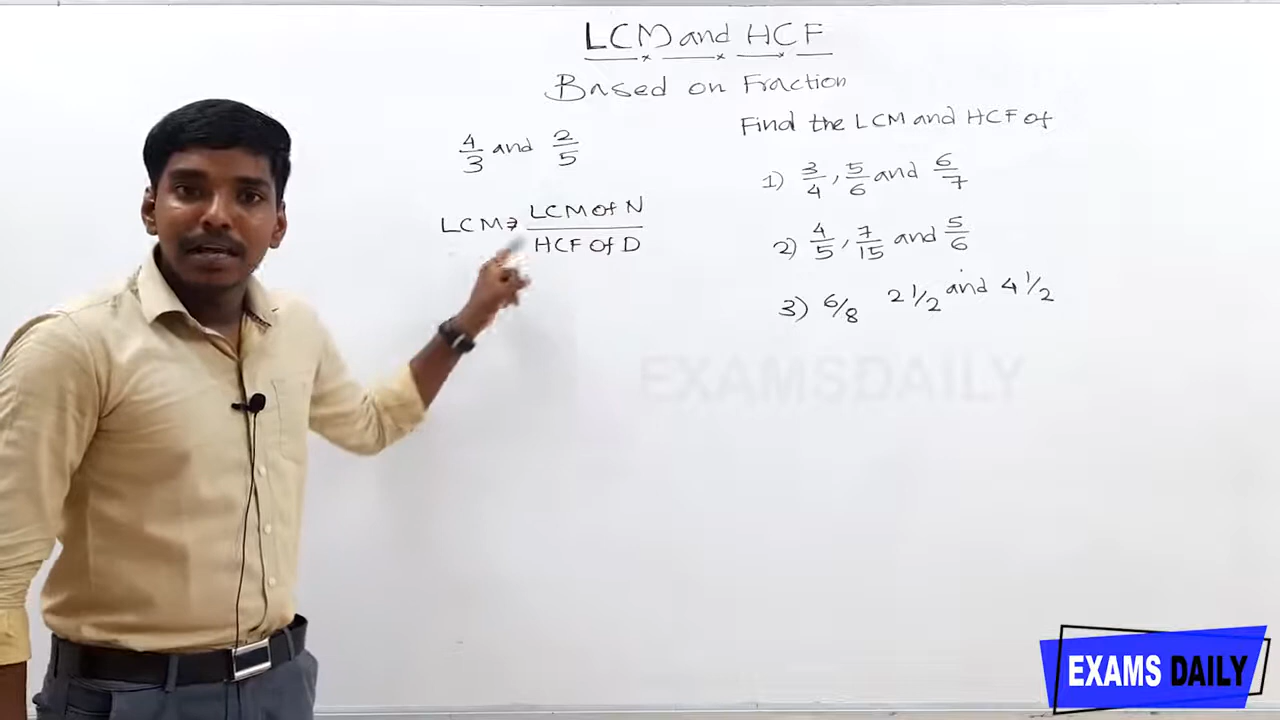 LCM and HCF
Based on Fraction
4/3 and 2/5
LCM ⇒ LCM of N / HCF of D
Find the LCM and HCF of
1) 3/4, 5/6 and 6/7
2) 4/5, 7/15 and 5/6
3) 6/8 2 1/2 and 4 1/2
EXAMSDAILY
EXAMS DAILY